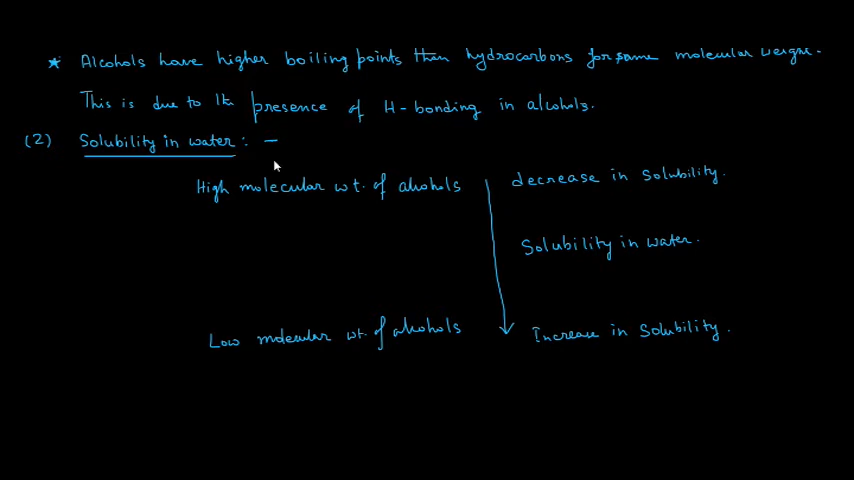 * Alcohols have higher boiling points than hydrocarbons for same molecular weight.
This is due to the presence of H-bonding in alcohols.
(2) Solubility in water : -
High molecular wt. of alcohols decrease in solubility.
Solubility in water.
Low molecular wt. of alcohols Increase in Solubility.